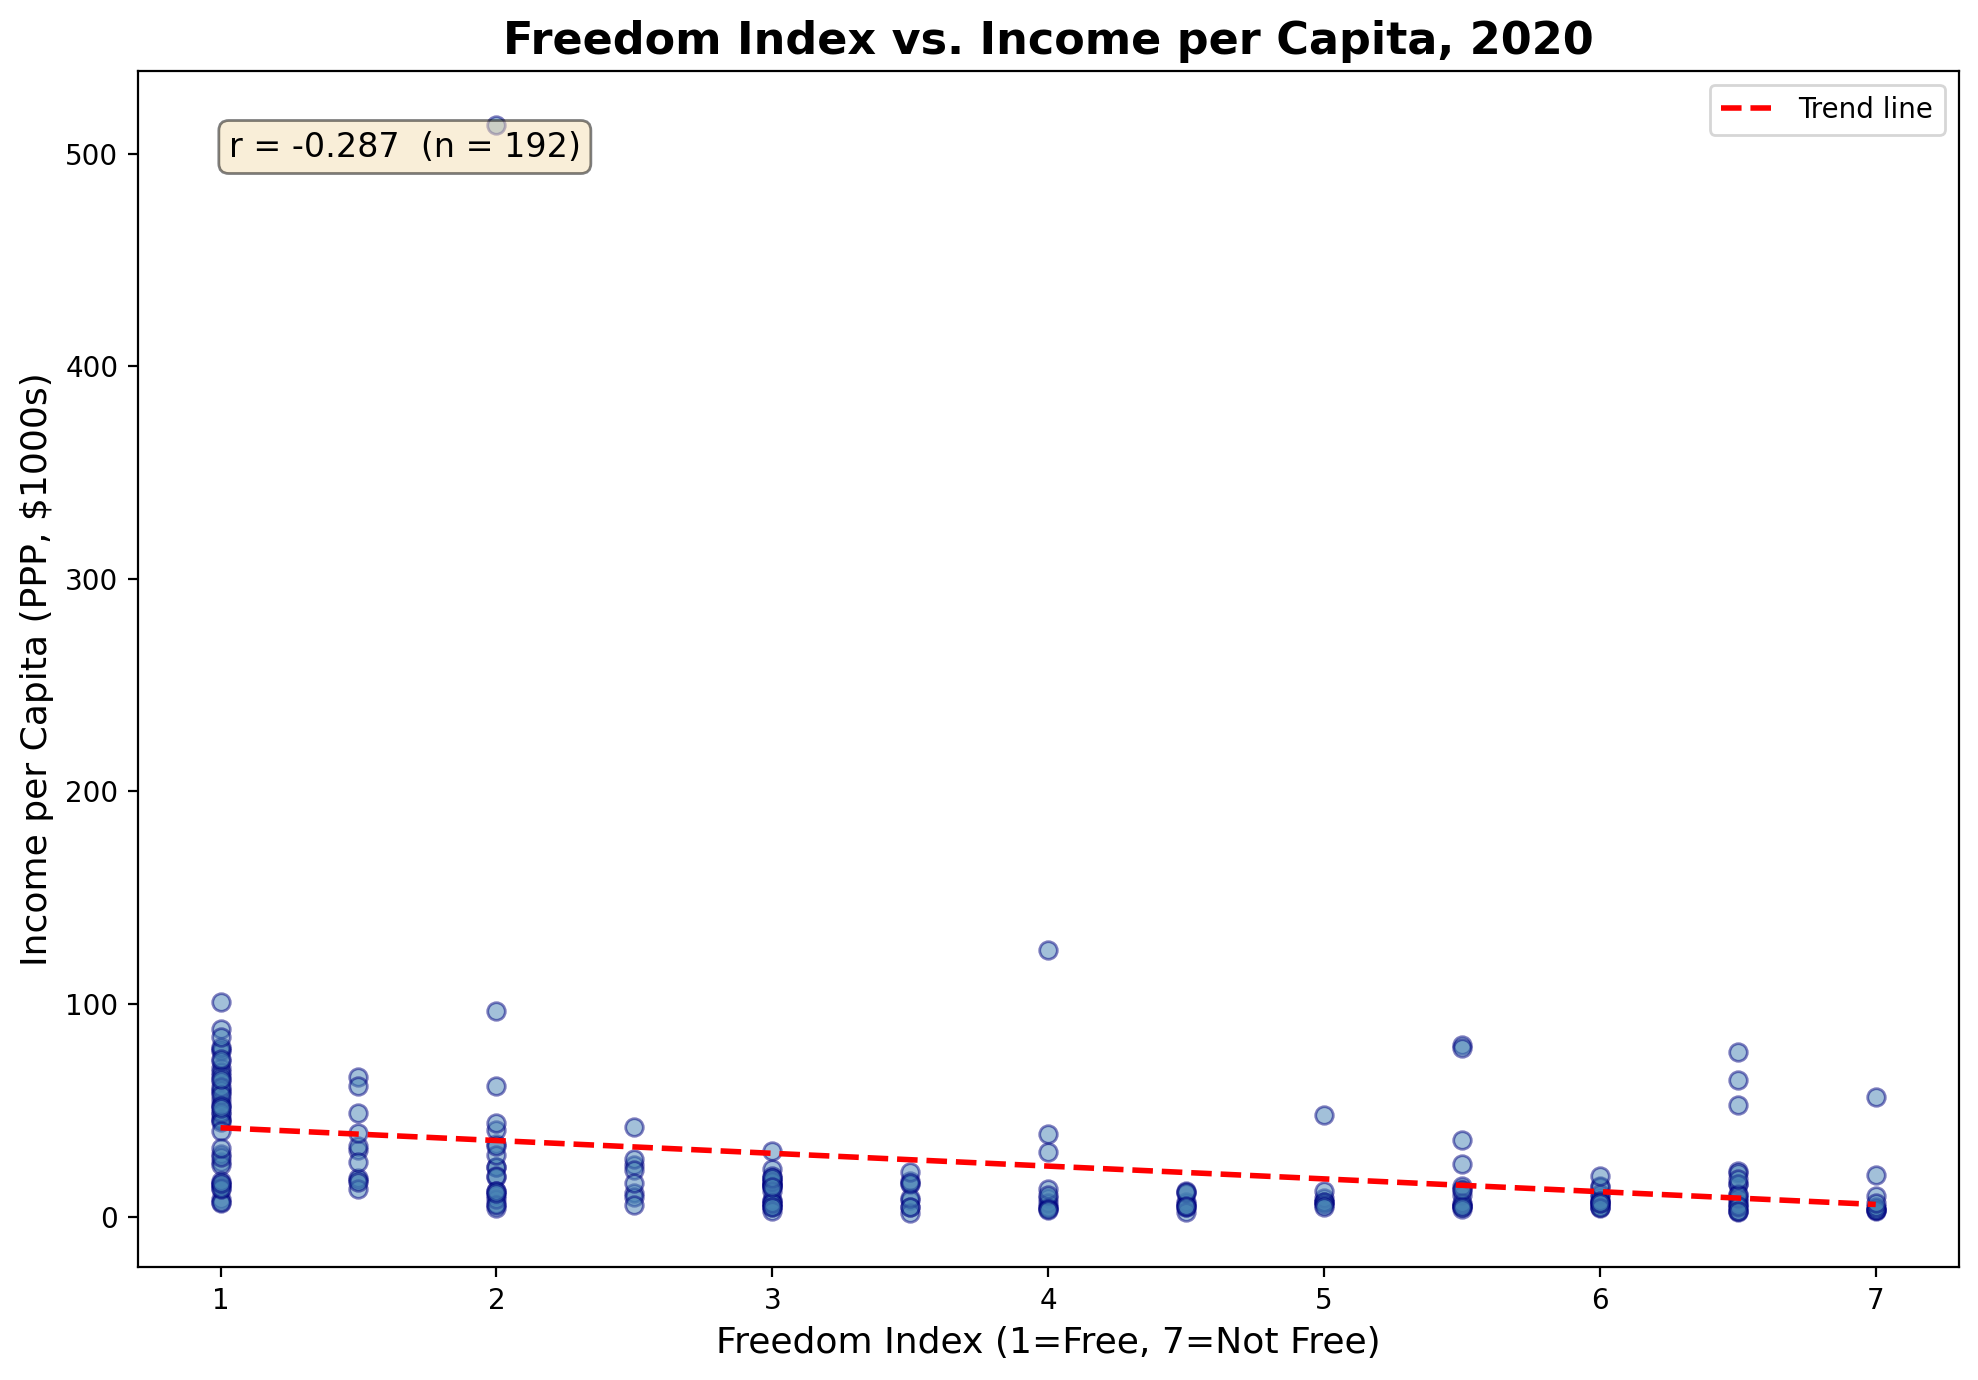 Freedom Index vs. Income per Capita, 2020
r = -0.287  (n = 192)
Trend line
Income per Capita (PPP, $1000s)
500
400
300
200
100
0
1 2 3 4 5 6 7
Freedom Index (1=Free, 7=Not Free)